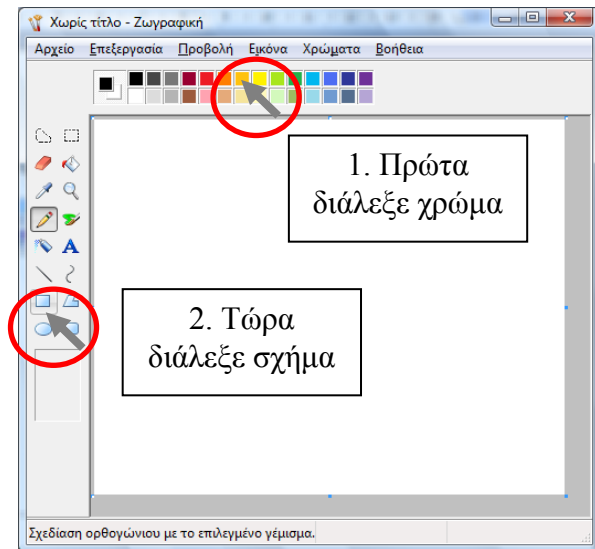 Χωρίς τίτλο - Ζωγραφική
Αρχείο Επεξεργασία Προβολή Εικόνα Χρώματα Βοήθεια
1. Πρώτα
διάλεξε χρώμα
A
2. Τώρα
διάλεξε σχήμα
Σχεδίαση ορθογώνιου με το επιλεγμένο γέμισμα.